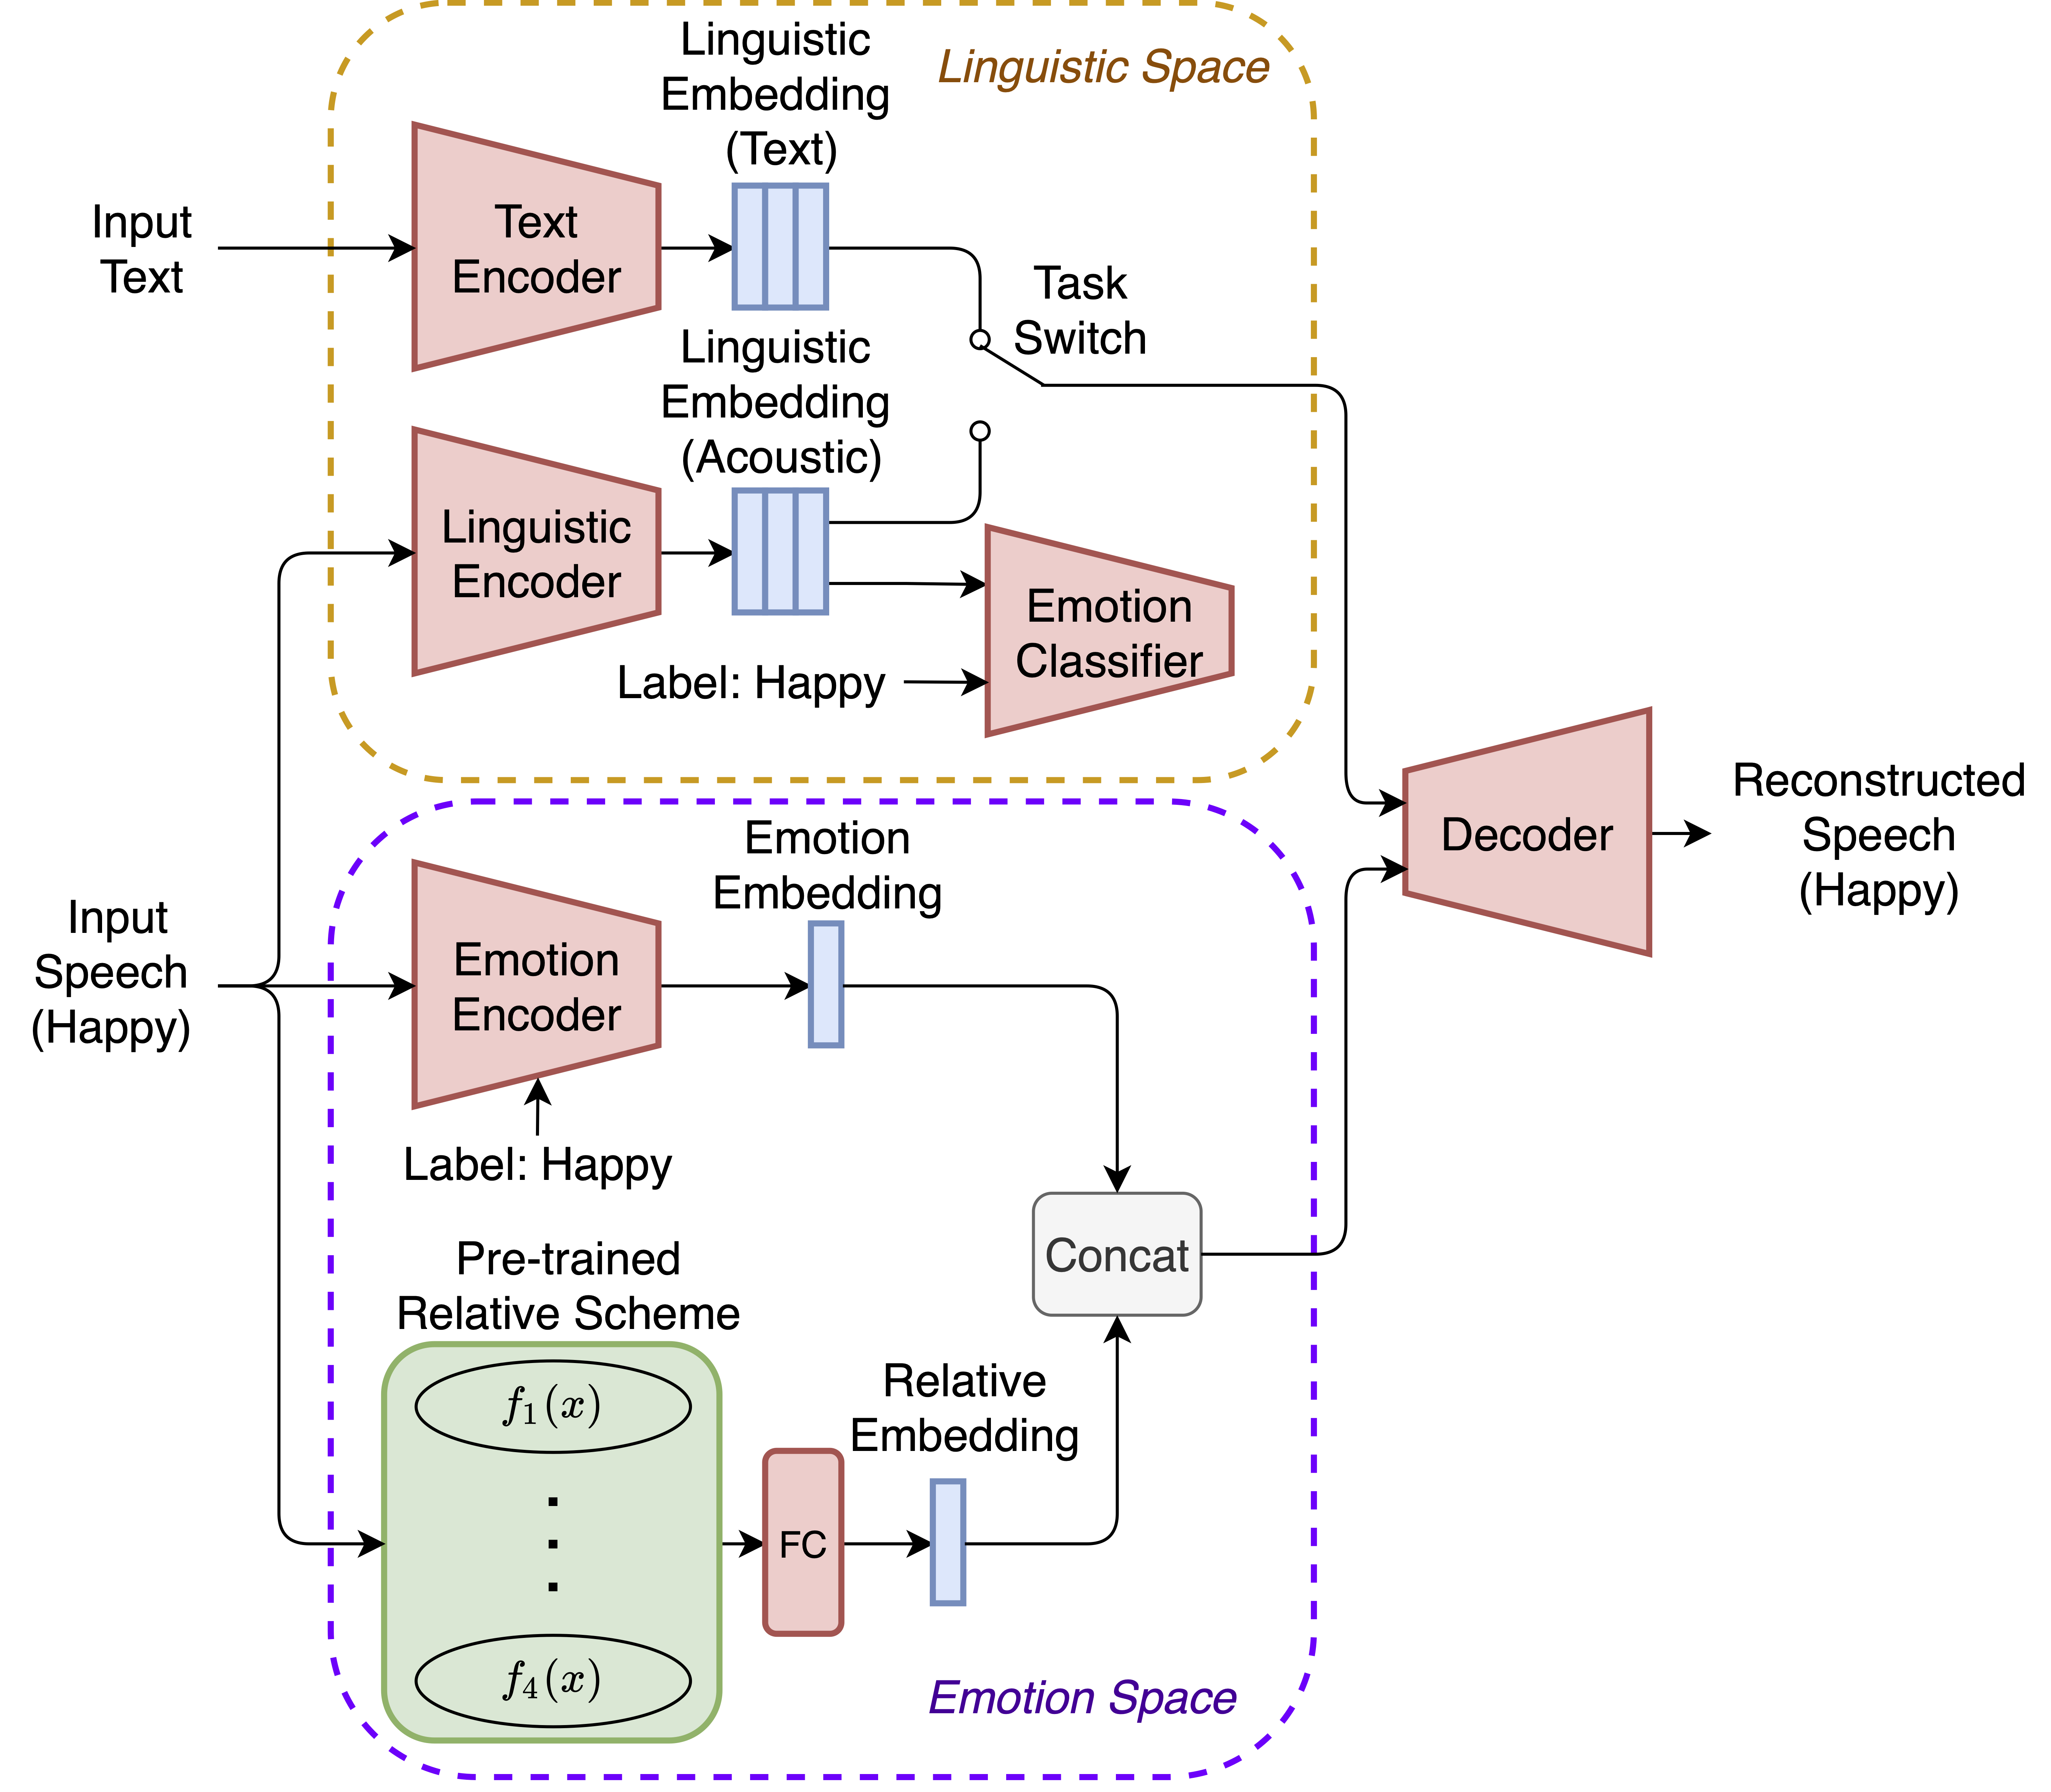 Linguistic
Embedding
(Text)
Linguistic Space
Input
Text
Text
Encoder
Task
Switch
Linguistic
Embedding
(Acoustic)
Linguistic
Encoder
Emotion
Classifier
Label: Happy
Decoder
Reconstructed
Speech
(Happy)
Input
Speech
(Happy)
Emotion
Embedding
Emotion
Encoder
Label: Happy
Concat
Pre-trained
Relative Scheme
f₁(x)
f₄(x)
FC
Relative
Embedding
Emotion Space